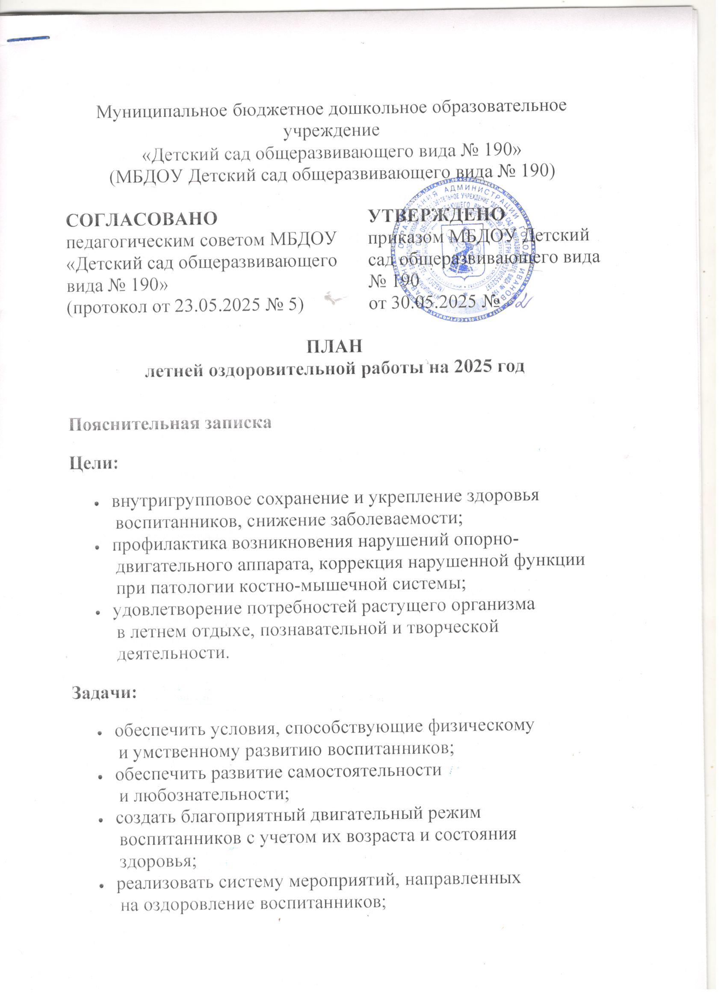 Муниципальное бюджетное дошкольное образовательное
учреждение
«Детский сад общеразвивающего вида № 190»
(МБДОУ Детский сад общеразвивающего вида № 190)
СОГЛАСОВАНО
педагогическим советом МБДОУ
«Детский сад общеразвивающего
вида № 190»
(протокол от 23.05.2025 № 5)
УТВЕРЖДЕНО
приказом МБДОУ Детский
сад общеразвивающего вида
№ 190
от 30.05.2025 №
ПЛАН
летней оздоровительной работы на 2025 год
Пояснительная записка
Цели:
• внутригрупповое сохранение и укрепление здоровья
воспитанников, снижение заболеваемости;
• профилактика возникновения нарушений опорно-
двигательного аппарата, коррекция нарушенной функции
при патологии костно-мышечной системы;
• удовлетворение потребностей растущего организма
в летнем отдыхе, познавательной и творческой
деятельности.
Задачи:
• обеспечить условия, способствующие физическому
и умственному развитию воспитанников;
• обеспечить развитие самостоятельности
и любознательности;
• создать благоприятный двигательный режим
воспитанников с учетом их возраста и состояния
здоровья;
• реализовать систему мероприятий, направленных
на оздоровление воспитанников;